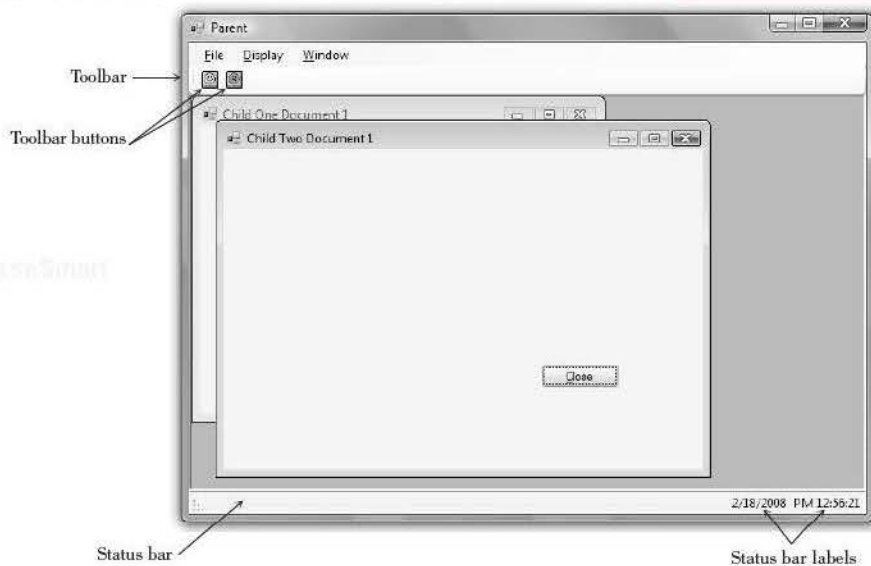 Parent
File Display Window
Toolbar
Child One Document 1
Toolbar buttons
Child Two Document 1
Close
2/18/2008 PM 12:56:21
Status bar
Status bar labels